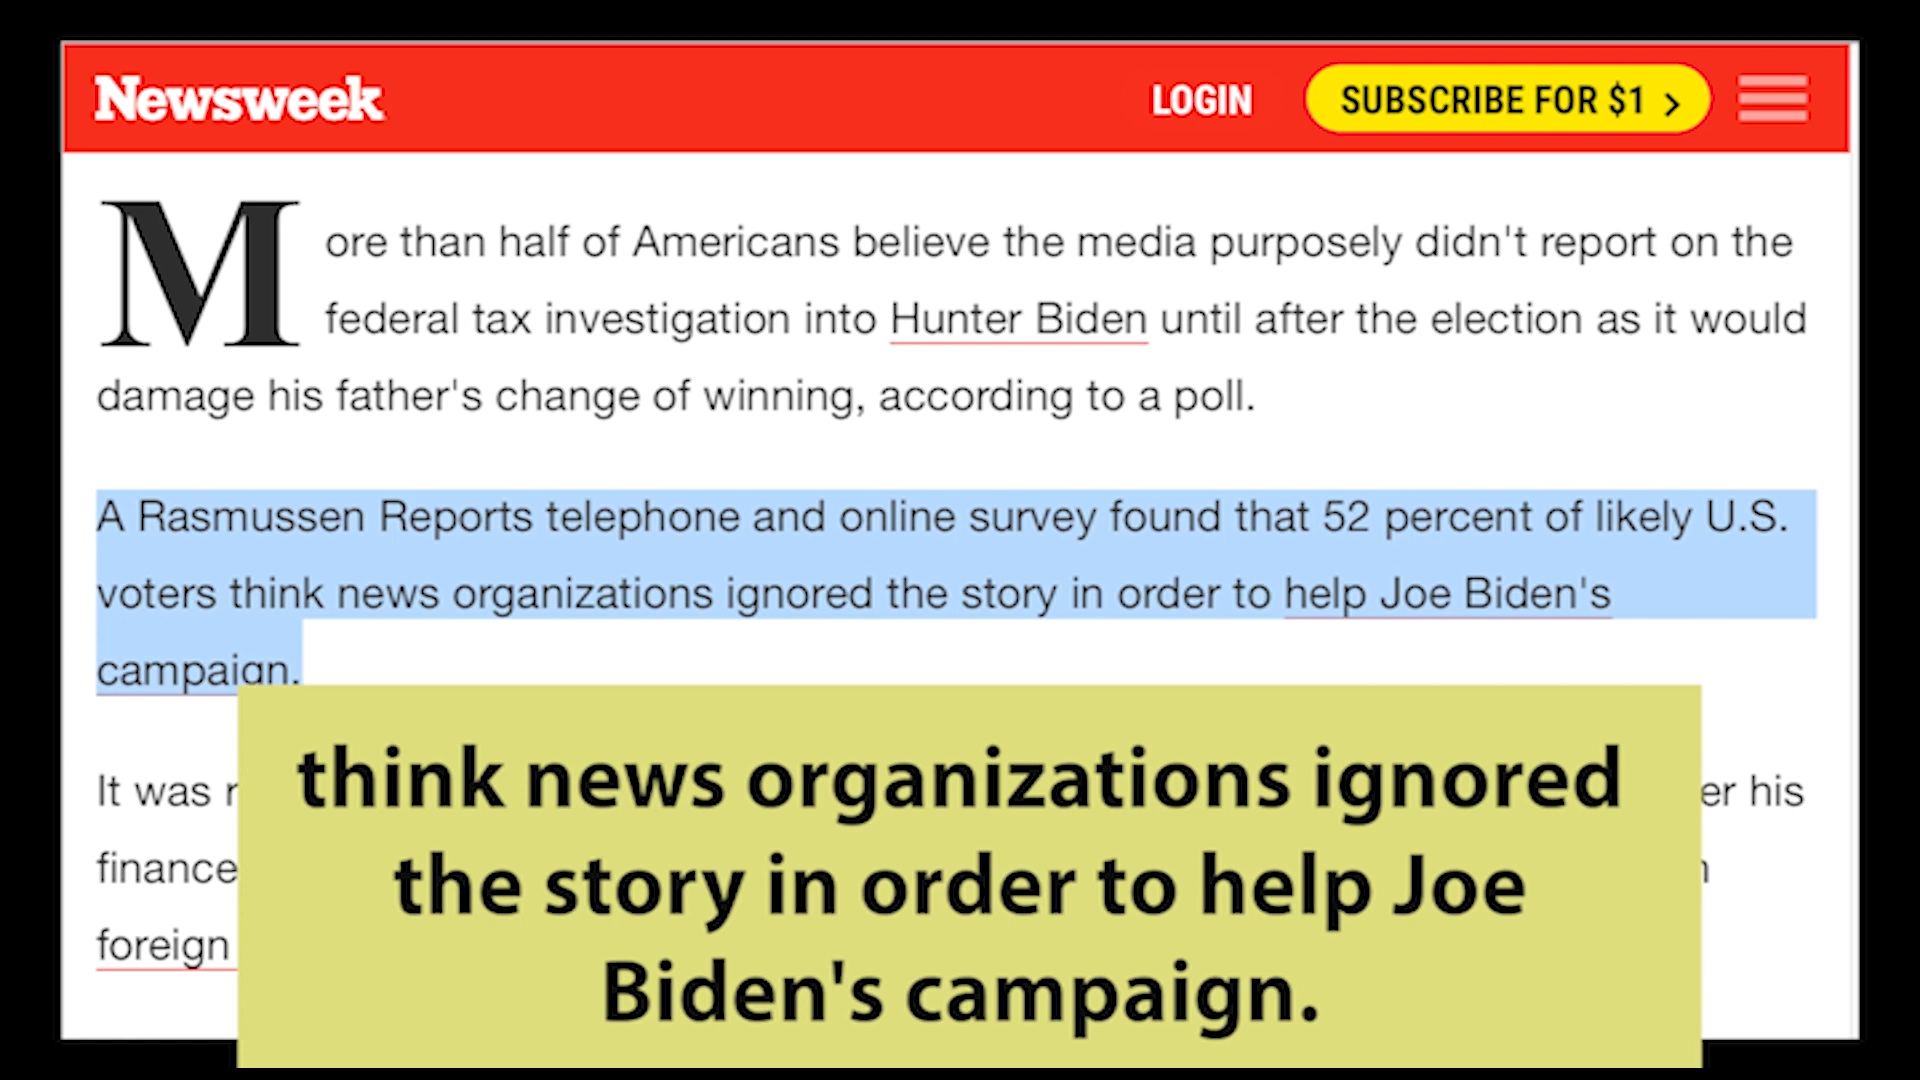 Newsweek
LOGIN
SUBSCRIBE FOR $1 >
More than half of Americans believe the media purposely didn't report on the
federal tax investigation into Hunter Biden until after the election as it would
damage his father's change of winning, according to a poll.
A Rasmussen Reports telephone and online survey found that 52 percent of likely U.S.
voters think news organizations ignored the story in order to help Joe Biden's
campaign.
It was
his
finance
foreign
think news organizations ignored
the story in order to help Joe
Biden's campaign.